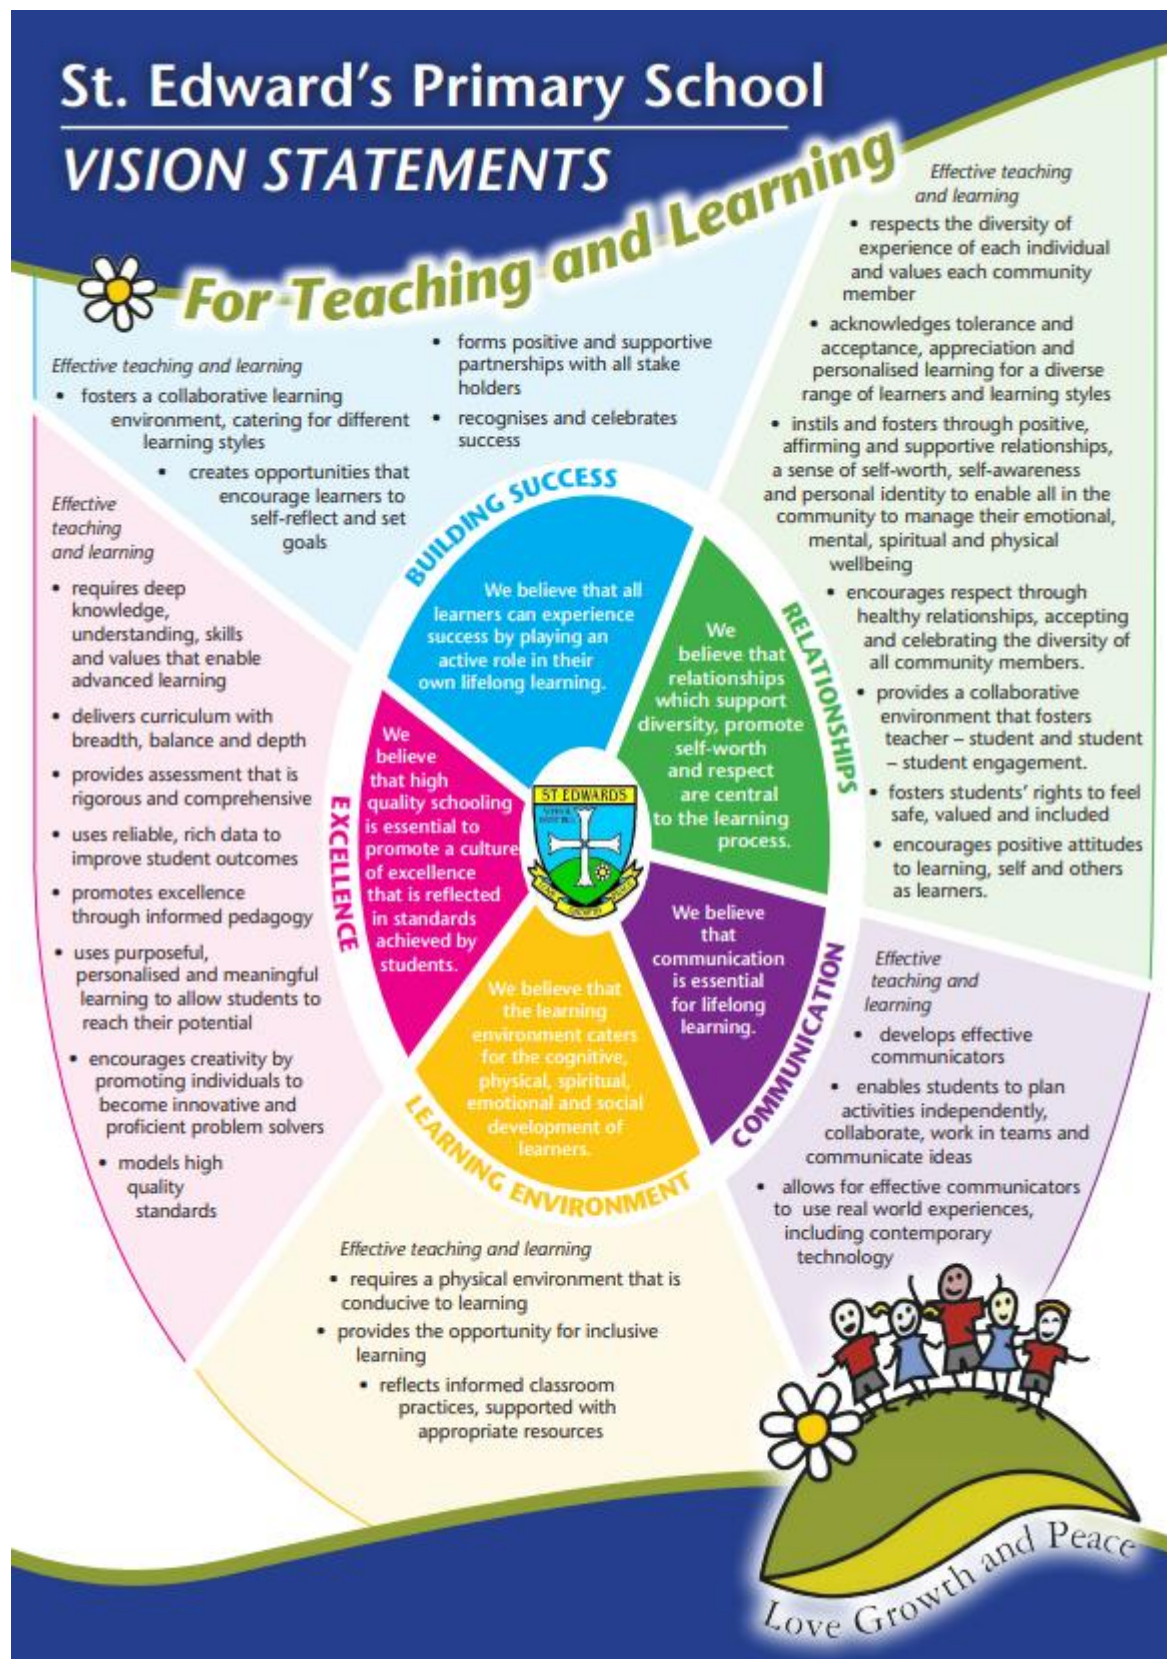 St. Edward's Primary School
VISION STATEMENTS
For Teaching and Learning
Effective teaching and learning
• fosters a collaborative learning
environment, catering for different
learning styles
• creates opportunities that
encourage learners to
self-reflect and set
goals
• forms positive and supportive
partnerships with all stake
holders
• recognises and celebrates
success
Effective teaching
and learning
• respects the diversity of
experience of each individual
and values each community
member
• acknowledges tolerance and
acceptance, appreciation and
personalised learning for a diverse
range of learners and learning styles
• instils and fosters through positive,
affirming and supportive relationships,
a sense of self-worth, self-awareness
and personal identity to enable all in the
community to manage their emotional,
mental, spiritual and physical
wellbeing
• encourages respect through
healthy relationships, accepting
and celebrating the diversity of
all community members.
• provides a collaborative
environment that fosters
teacher – student and student
– student engagement.
• fosters students' rights to feel
safe, valued and included
• encourages positive attitudes
to learning, self and others
as learners.
Effective
teaching
and learning
• requires deep
knowledge,
understanding, skills
and values that enable
advanced learning
• delivers curriculum with
breadth, balance and depth
• provides assessment that is
rigorous and comprehensive
• uses reliable, rich data to
improve student outcomes
• promotes excellence
through informed pedagogy
• uses purposeful,
personalised and meaningful
learning to allow students to
reach their potential
• encourages creativity by
promoting individuals to
become innovative and
proficient problem solvers
• models high
quality
standards
BUILDING SUCCESS
We believe that all
learners can experience
success by playing an
active role in their
own lifelong learning.
RELATIONSHIPS
We
believe that
relationships
which support
diversity, promote
self-worth
and respect
are central
to the learning
process.
EXCELLENCE
We
believe
that high
quality schooling
is essential to
promote a culture
of excellence
that is reflected
in standards
achieved by
students.
ST EDWARDS
COMMUNICATION
We believe
that
communication
is essential
for lifelong
learning.
LEARNING ENVIRONMENT
We believe that
the learning
environment caters
for the cognitive,
physical, spiritual,
emotional and social
development of
learners.
Effective
teaching and
learning
• develops effective
communicators
• enables students to plan
activities independently,
collaborate, work in teams and
communicate ideas
• allows for effective communicators
to use real world experiences,
including contemporary
technology
Effective teaching and learning
• requires a physical environment that is
conducive to learning
• provides the opportunity for inclusive
learning
• reflects informed classroom
practices, supported with
appropriate resources
Love Growth and Peace